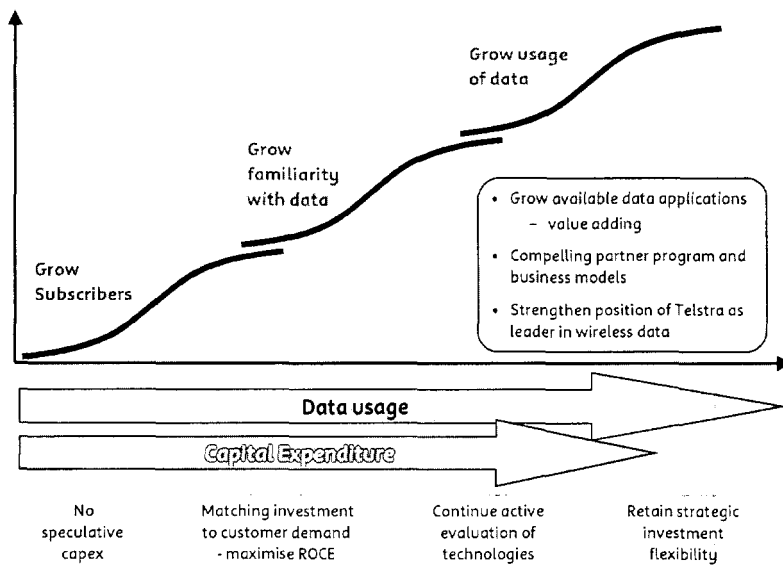 Grow usage
of data
Grow
familiarity
with data
Grow
Subscribers
• Grow available data applications
– value adding
• Compelling partner program and
business models
• Strengthen position of Telstra as
leader in wireless data
Data usage
Capital Expenditure
No
speculative
capex
Matching investment
to customer demand
- maximise ROCE
Continue active
evaluation of
technologies
Retain strategic
investment
flexibility